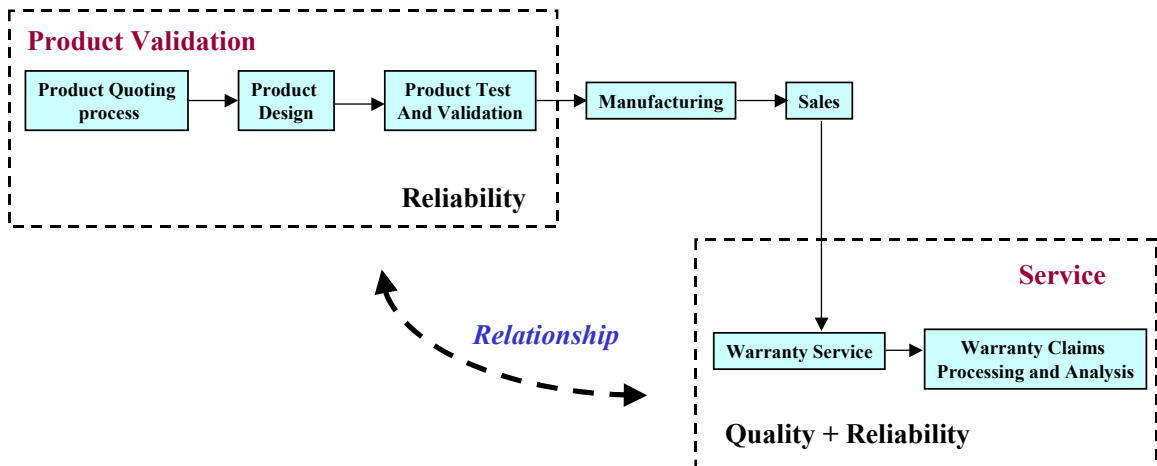 Product Validation
Product Quoting
process
Product
Design
Product Test
And Validation
Manufacturing
Sales
Reliability
Service
Relationship
Warranty Service
Warranty Claims
Processing and Analysis
Quality + Reliability